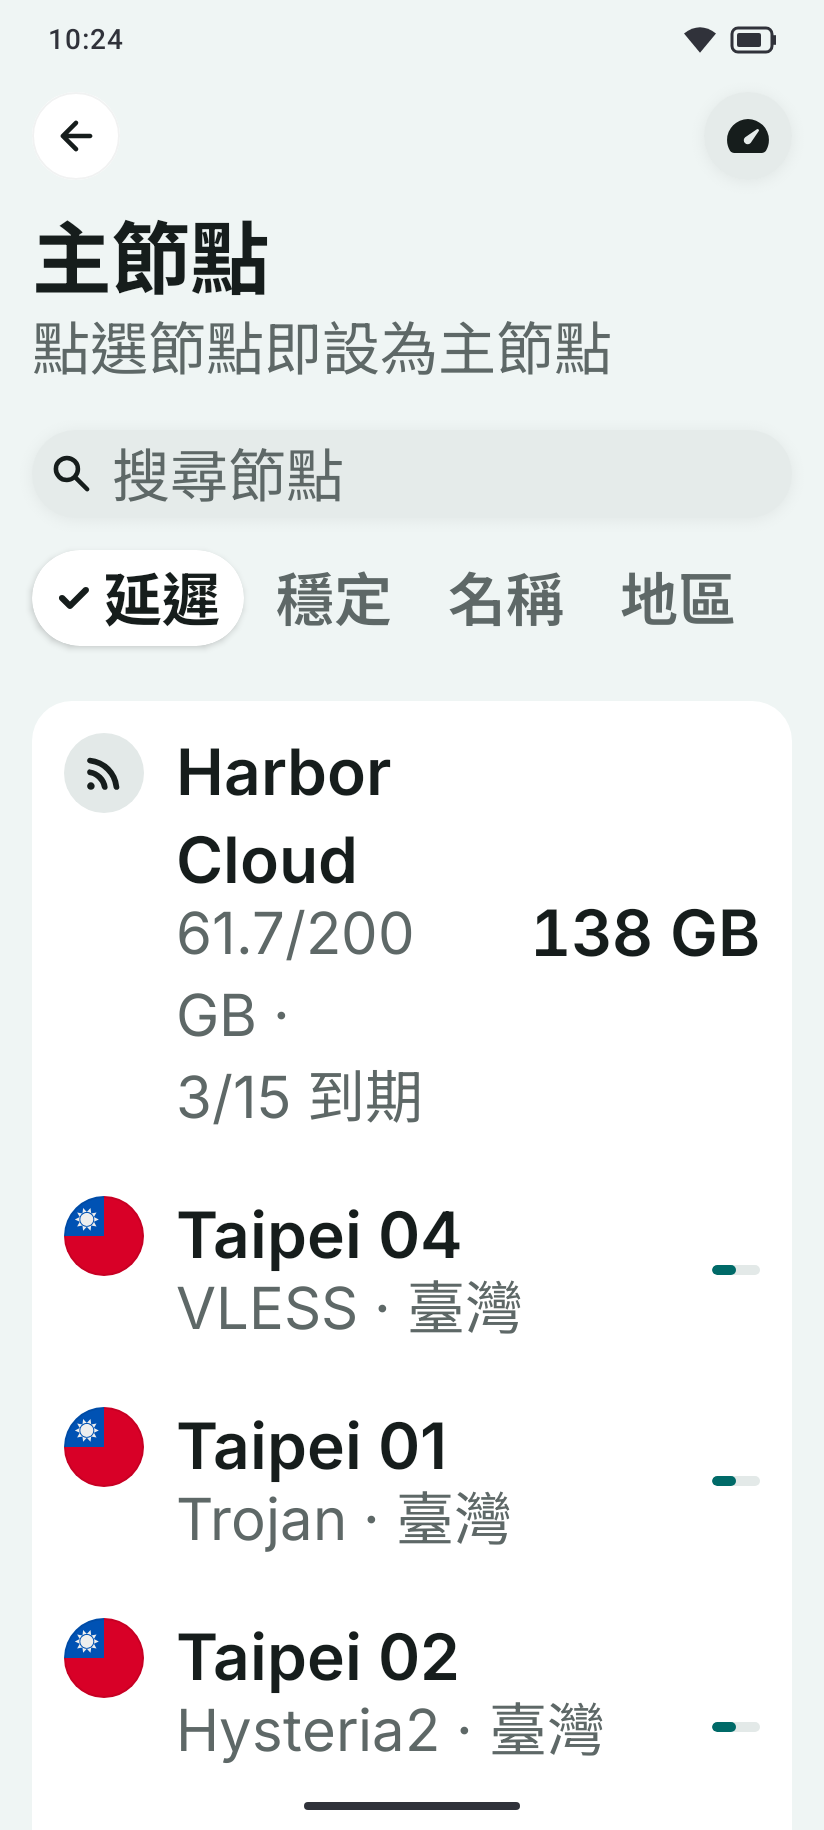 10:24
主節點
點選節點即設為主節點
搜尋節點
延遲 穩定 名稱 地區
Harbor
Cloud
61.7/200
GB ·
3/15 到期
138 GB
Taipei 04
VLESS · 臺灣
Taipei 01
Trojan · 臺灣
Taipei 02
Hysteria2 · 臺灣